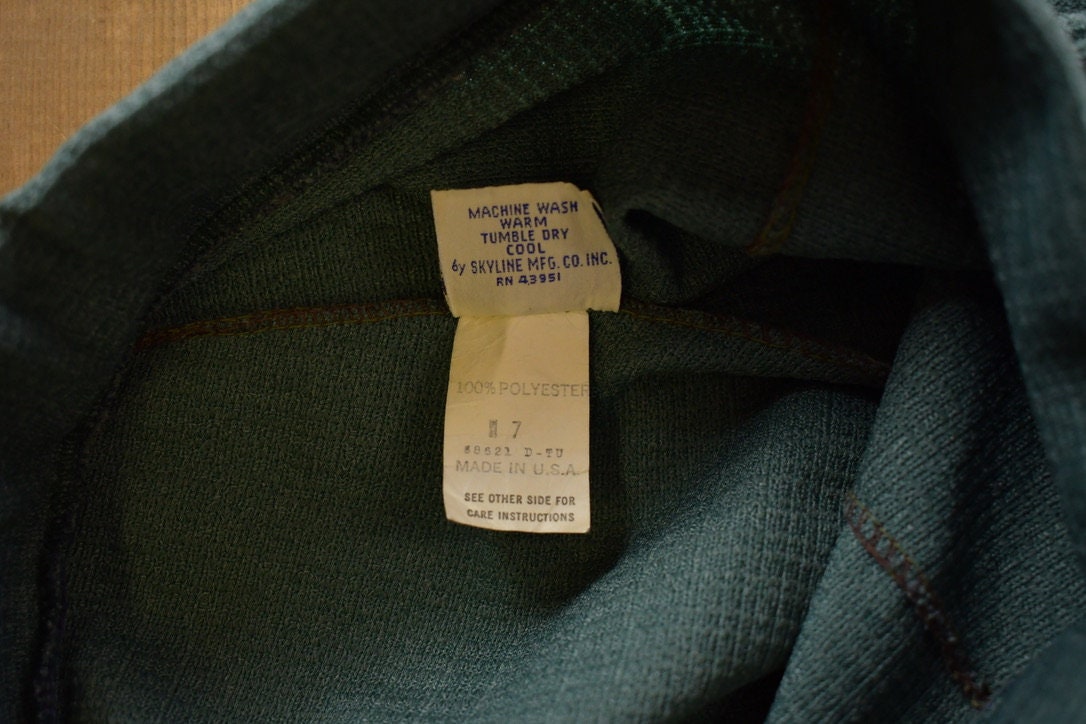 MACHINE WASH
WARM
TUMBLE DRY
COOL
by SKYLINE MFG. CO. INC.
RN 43951
100% POLYESTER
7
D-TU
MADE IN U.S.A.
SEE OTHER SIDE FOR
CARE INSTRUCTIONS